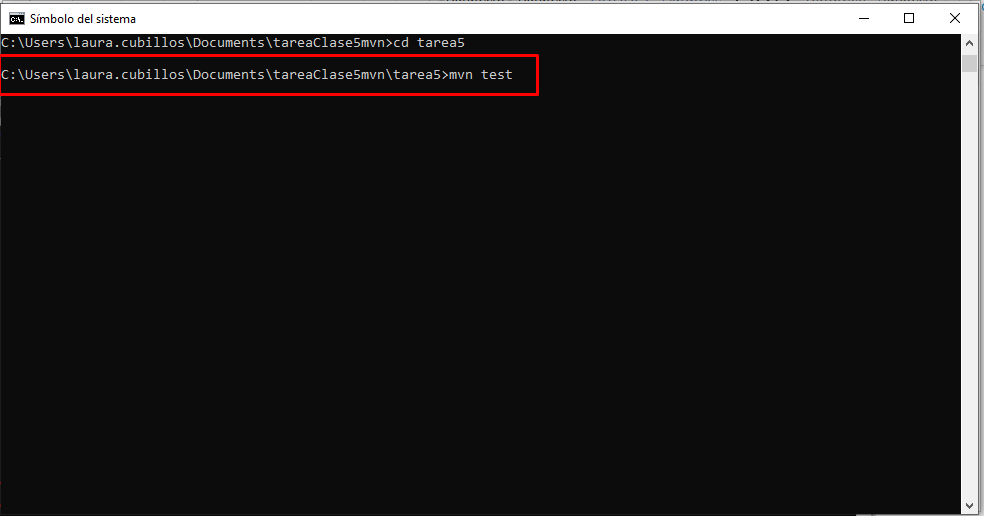 Símbolo del sistema
C:\Users\laura.cubillos\Documents\tareaClase5mvn>cd tarea5
C:\Users\laura.cubillos\Documents\tareaClase5mvn\tarea5>mvn test